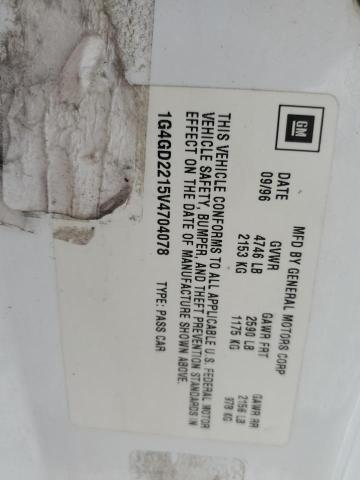 GM
MFD BY GENERAL MOTORS CORP
DATE GVWR GAWR FRT GAWR RR
09/96 4746 LB 2590 LB 2156 LB
2153 KG 1175 KG 978 KG
THIS VEHICLE CONFORMS TO ALL APPLICABLE U.S. FEDERAL MOTOR
VEHICLE SAFETY, BUMPER, AND THEFT PREVENTION STANDARDS IN
EFFECT ON THE DATE OF MANUFACTURE SHOWN ABOVE.
1G4GD2215V4704078 TYPE: PASS CAR